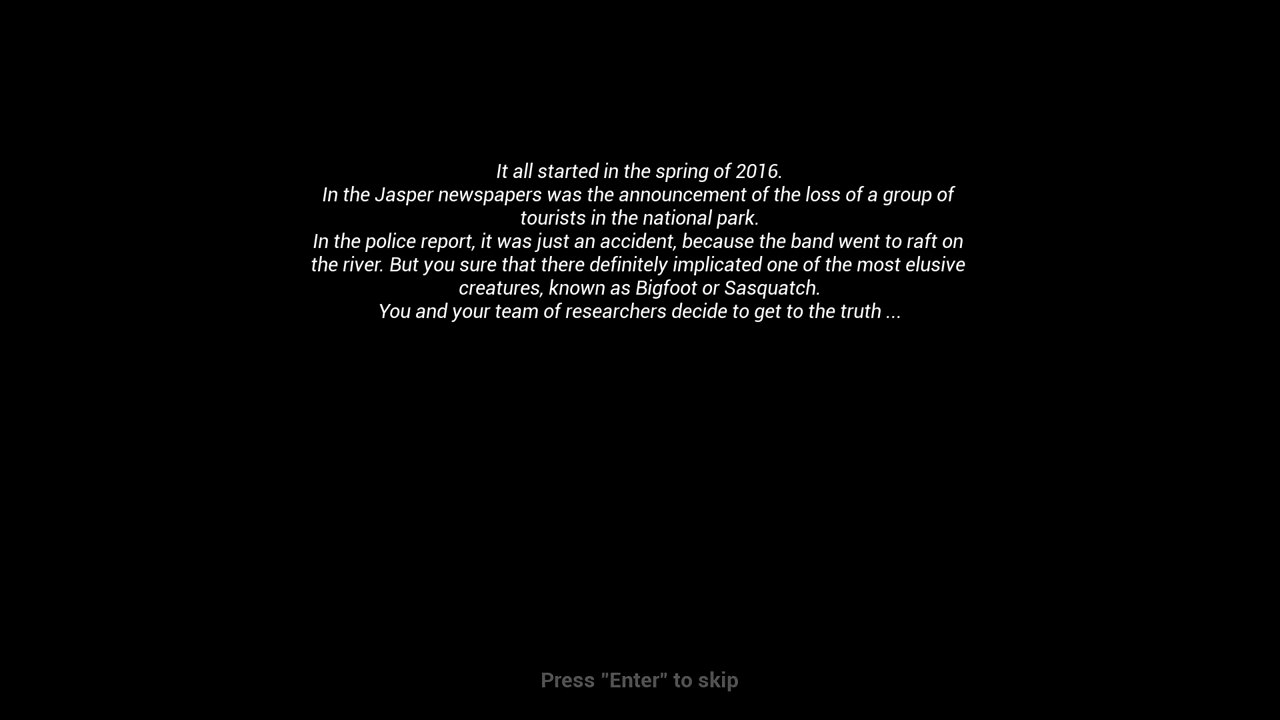 It all started in the spring of 2016.
In the Jasper newspapers was the announcement of the loss of a group of
tourists in the national park.
In the police report, it was just an accident, because the band went to raft on
the river. But you sure that there definitely implicated one of the most elusive
creatures, known as Bigfoot or Sasquatch.
You and your team of researchers decide to get to the truth ...
Press "Enter" to skip